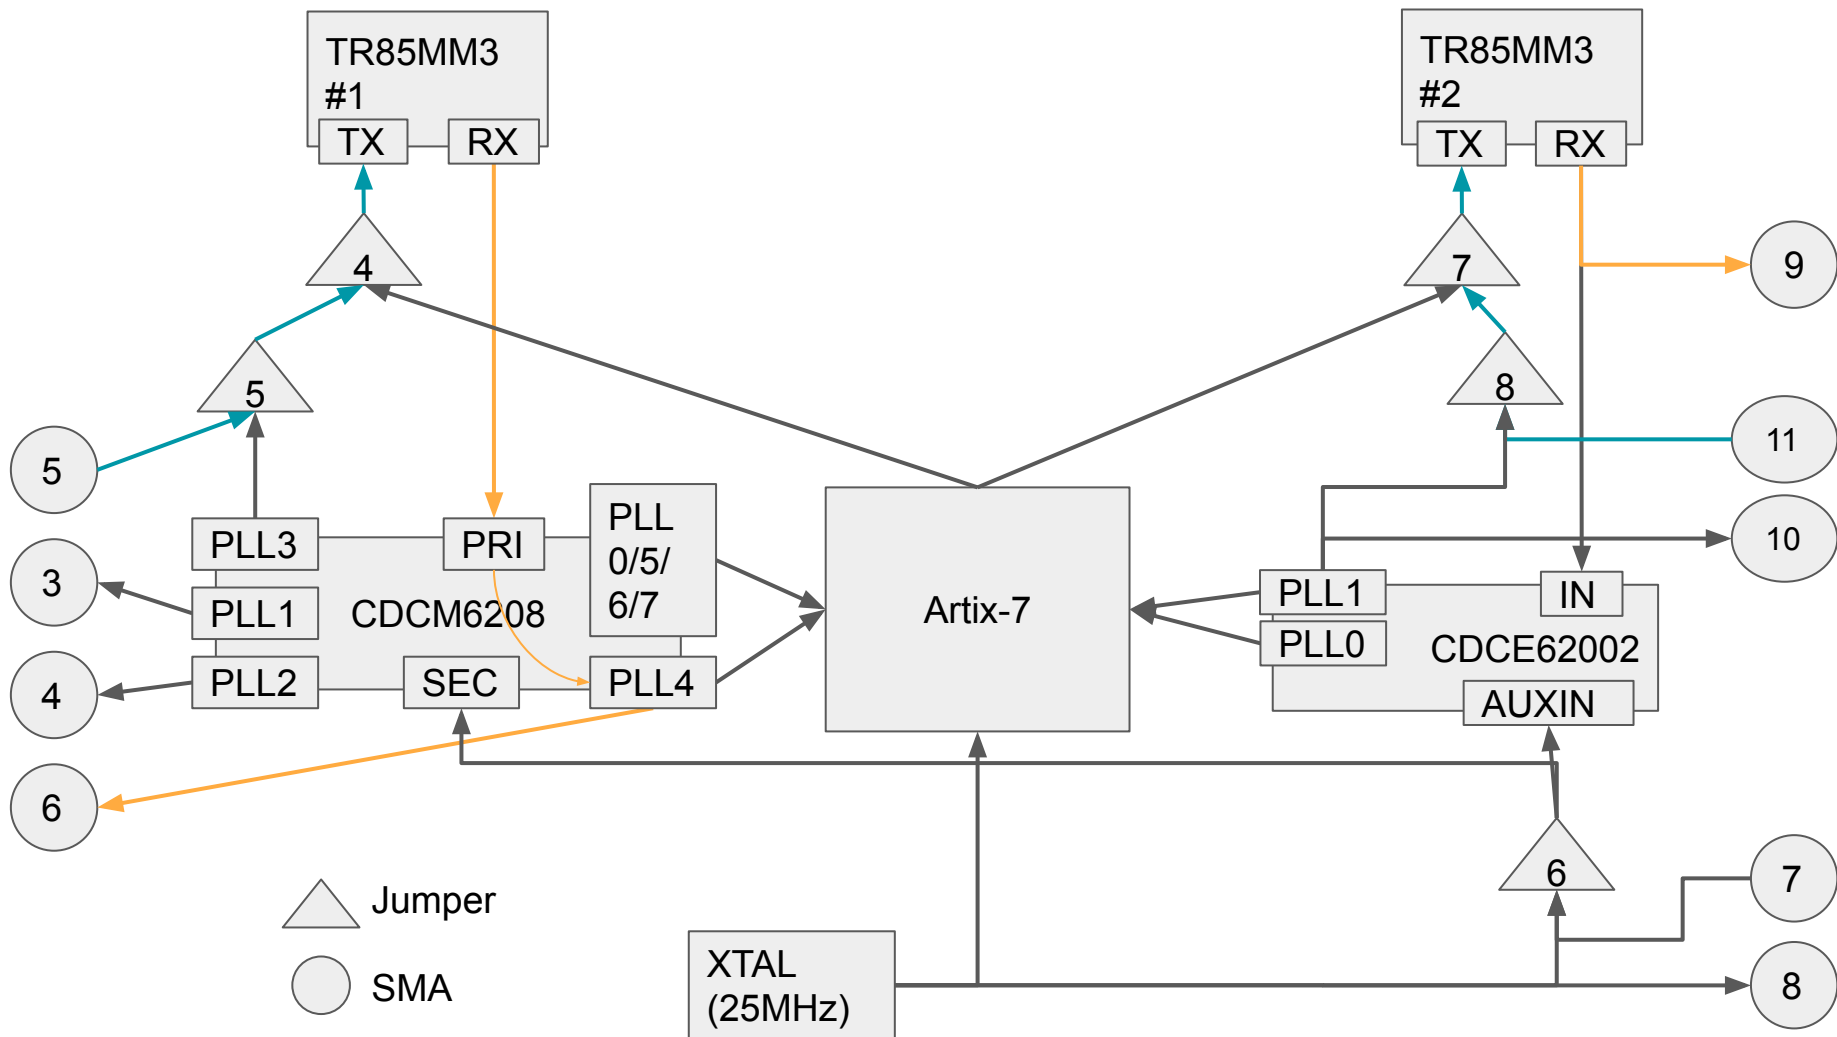 TR85MM3
#1
TX
RX
TR85MM3
#2
TX
RX
4
7
9
5
8
5
11
10
3
4
6
PLL3
PRI
PLL
0/5/
6/7
PLL1
CDCM6208
PLL2
SEC
PLL4
Artix-7
PLL1
IN
PLL0
CDCE62002
AUXIN
6
7
8
Jumper
SMA
XTAL
(25MHz)